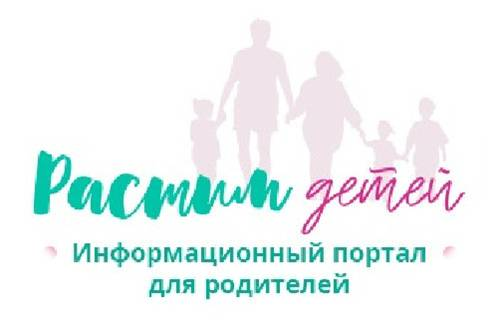 Растим детей
Информационный портал
для родителей